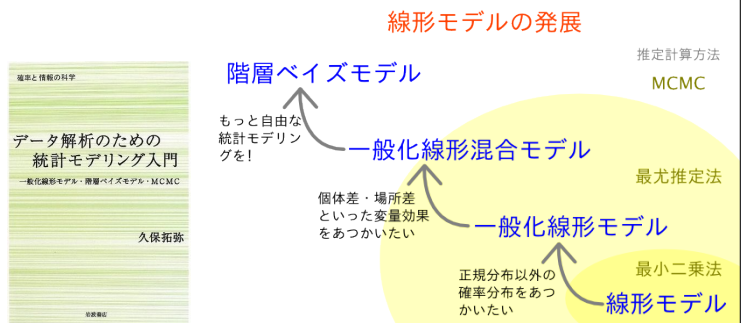 線形モデルの発展
推定計算方法
MCMC
階層ベイズモデル
もっと自由な
統計モデリン
グを!
一般化線形混合モデル
最尤推定法
個体差・場所差
といった変量効果
をあつかいたい
一般化線形モデル
最小二乗法
正規分布以外の
確率分布をあつ
かいたい
線形モデル
確率と情報の科学
データ解析のための
統計モデリング入門
一般化線形モデル・階層ベイズモデル・MCMC
久保拓弥
岩波書店